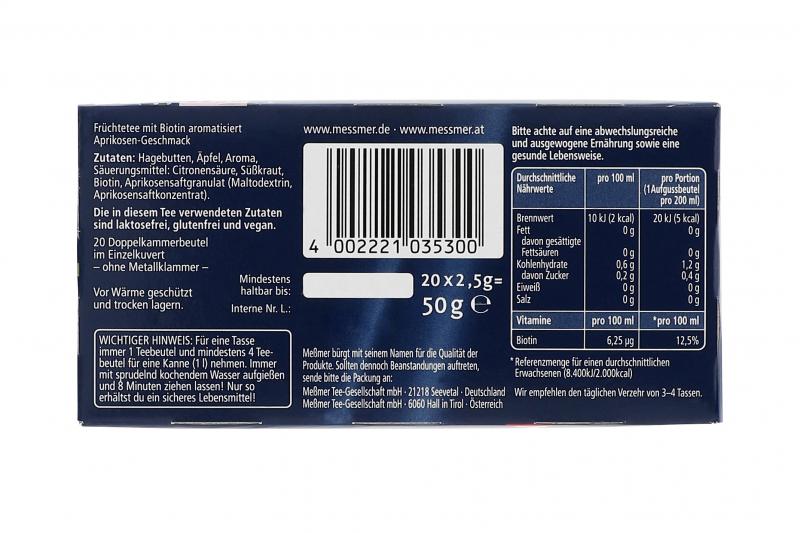 Früchtetee mit Biotin aromatisiert
Aprikosen-Geschmack
Zutaten: Hagebutten, Äpfel, Aroma,
Säuerungsmittel: Citronensäure, Süßkraut,
Biotin, Aprikosensaftgranulat (Maltodextrin,
Aprikosensaftkonzentrat).
Die in diesem Tee verwendeten Zutaten
sind laktosefrei, glutenfrei und vegan.
20 Doppelkammerbeutel
im Einzelkuvert
– ohne Metallklammer –
Vor Wärme geschützt
und trocken lagern.
Mindestens
haltbar bis:
Interne Nr. L.:
WICHTIGER HINWEIS: Für eine Tasse
immer 1 Teebeutel und mindestens 4 Tee-
beutel für eine Kanne (1 l) nehmen. Immer
mit sprudelnd kochendem Wasser aufgießen
und 8 Minuten ziehen lassen! Nur so
erhältst du ein sicheres Lebensmittel!
www.messmer.de · www.messmer.at
4 002221 035300
20 x 2,5g=
50 g ℮
Meßmer bürgt mit seinem Namen für die Qualität der
Produkte. Sollten dennoch Beanstandungen auftreten,
sende bitte die Packung an:
Meßmer Tee-Gesellschaft mbH · 21218 Seevetal · Deutschland
Meßmer Tee-Gesellschaft mbH · 6060 Hall in Tirol · Österreich
Bitte achte auf eine abwechslungsreiche
und ausgewogene Ernährung sowie eine
gesunde Lebensweise.
Durchschnittliche Nährwerte pro 100 ml pro Portion (1 Aufgussbeutel pro 200 ml)
Brennwert 10 kJ (2 kcal) 20 kJ (5 kcal)
Fett 0 g 0 g
davon gesättigte
Fettsäuren 0 g 0 g
Kohlenhydrate 0,6 g 1,2 g
davon Zucker 0,2 g 0,4 g
Eiweiß 0 g 0 g
Salz 0 g 0 g
Vitamine pro 100 ml *pro 100 ml
Biotin 6,25 µg 12,5%
* Referenzmenge für einen durchschnittlichen
Erwachsenen (8.400kJ/2.000kcal)
Wir empfehlen den täglichen Verzehr von 3–4 Tassen.